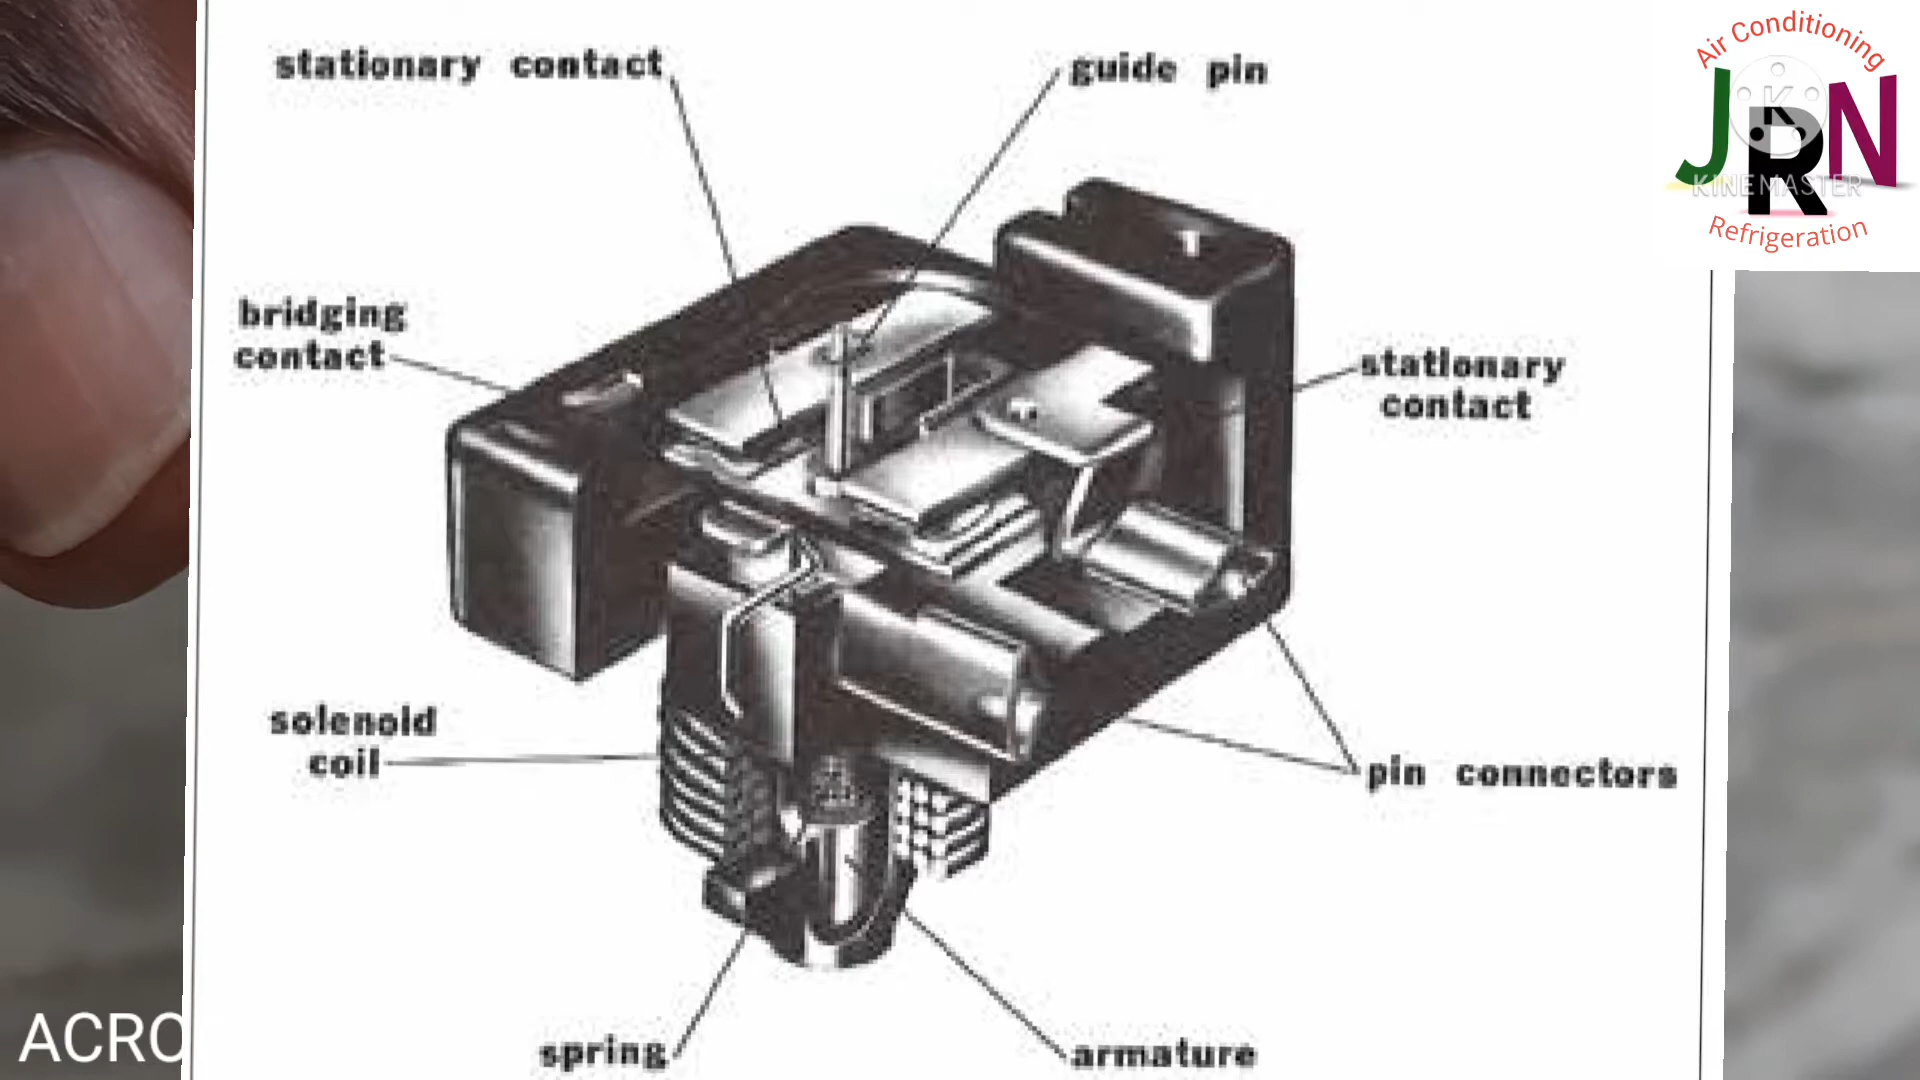 stationary contact
guide pin
Air Conditioning
JRN
K
KINEMASTER
Refrigeration
bridging
contact
stationary
contact
solenoid
coil
pin connectors
ACRO
spring
armature